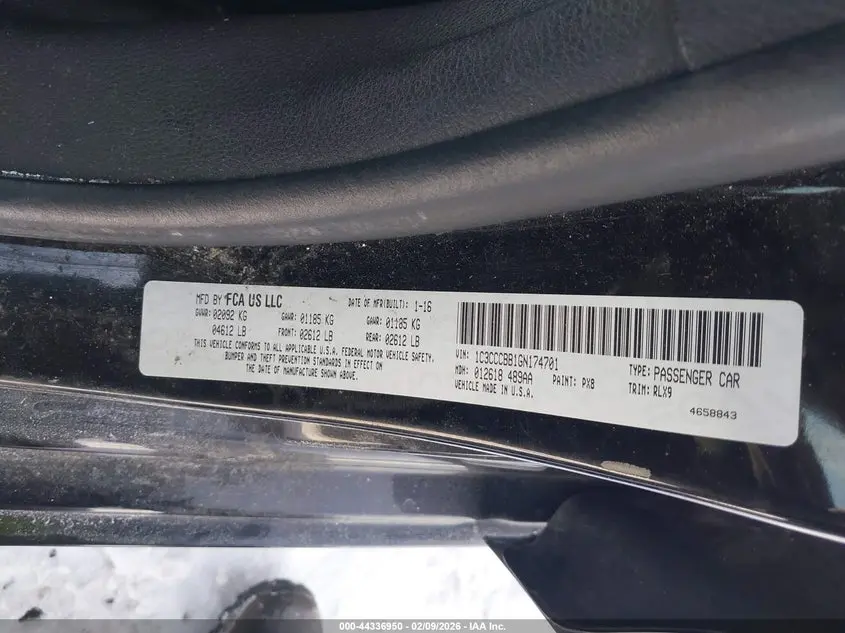 MFD BY FCA US LLC DATE OF MFR(BUILT): 1-16
GVWR: 02092 KG GAWR: 01185 KG GAWR: 01185 KG
04612 LB FRONT: 02612 LB REAR: 02612 LB
THIS VEHICLE CONFORMS TO ALL APPLICABLE U.S.A. FEDERAL MOTOR VEHICLE SAFETY,
BUMPER AND THEFT PREVENTION STANDARDS IN EFFECT ON THE DATE OF
MANUFACTURE SHOWN ABOVE.
VIN: 1C3CCCBB1GN174701 TYPE: PASSENGER CAR
MDH: 012618 489AA PAINT: PX8 TRIM: RLX9
VEHICLE MADE IN U.S.A.
4658843
000-44336950 | 02/09/2026 - IAA Inc.